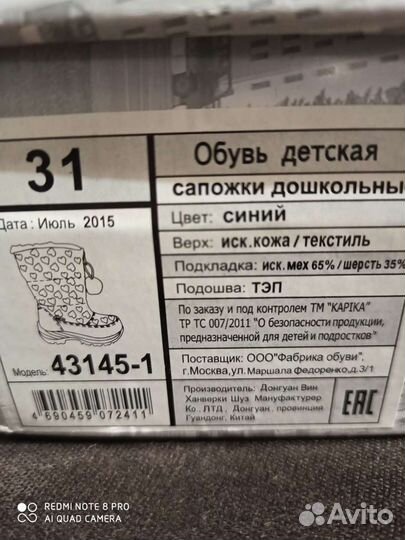 31
Обувь детская
сапожки дошкольны
Дата: Июль 2015
Цвет: синий
Верх: иск.кожа/текстиль
Подкладка: иск. мех 65%/шерсть 35%
Подошва: ТЭП
По заказу и под контролем ТМ "KAPIKA"
ТР ТС 007/2011 "О безопасности продукции,
предназначенной для детей и подростков"
Модель: 43145-1
Поставщик: ООО"Фабрика обуви",
г.Москва,ул.Маршала Федоренко,д.3/1
4 690459 072411
Производитель: Донгуан Вин
Ханверки Шуз Мануфактурер
Ко.ЛТД., Донгуан, провинция
Гуандонг, Китай
EAC
REDMI NOTE 8 PRO
AI QUAD CAMERA
Avito